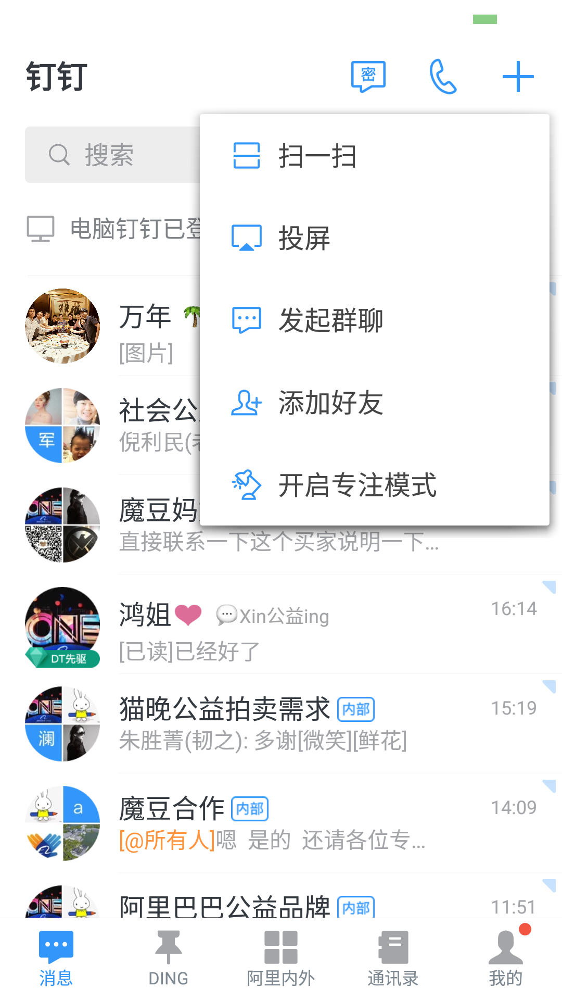 钉钉
密
搜索
扫一扫
电脑钉钉已登
投屏
发起群聊
添加好友
开启专注模式
万年
[图片]
社会公
倪利民(
军
魔豆妈
直接联系一下这个买家说明一下...
鸿姐 Xin公益ing
16:14
[已读]已经好了
DT先驱
猫晚公益拍卖需求 内部
15:19
朱胜菁(韧之): 多谢[微笑][鲜花]
澜
魔豆合作 内部
14:09
[@所有人]嗯 是的 还请各位专...
a
阿里巴巴公益品牌 内部
11:51
消息
DING
阿里内外
通讯录
我的